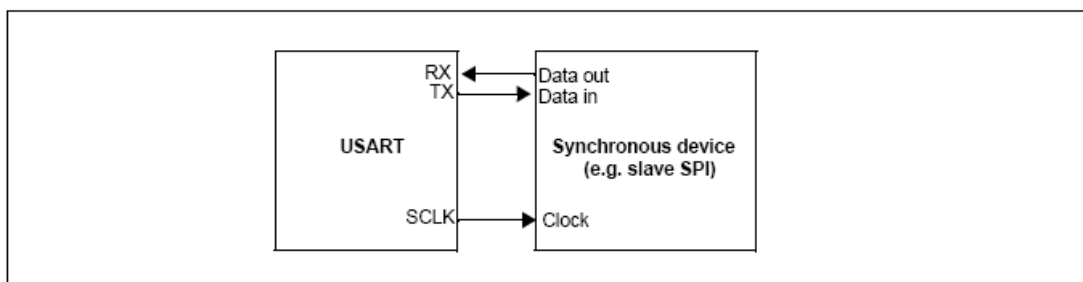 RX
TX
USART
SCLK
Data out
Data in
Synchronous device
(e.g. slave SPI)
Clock